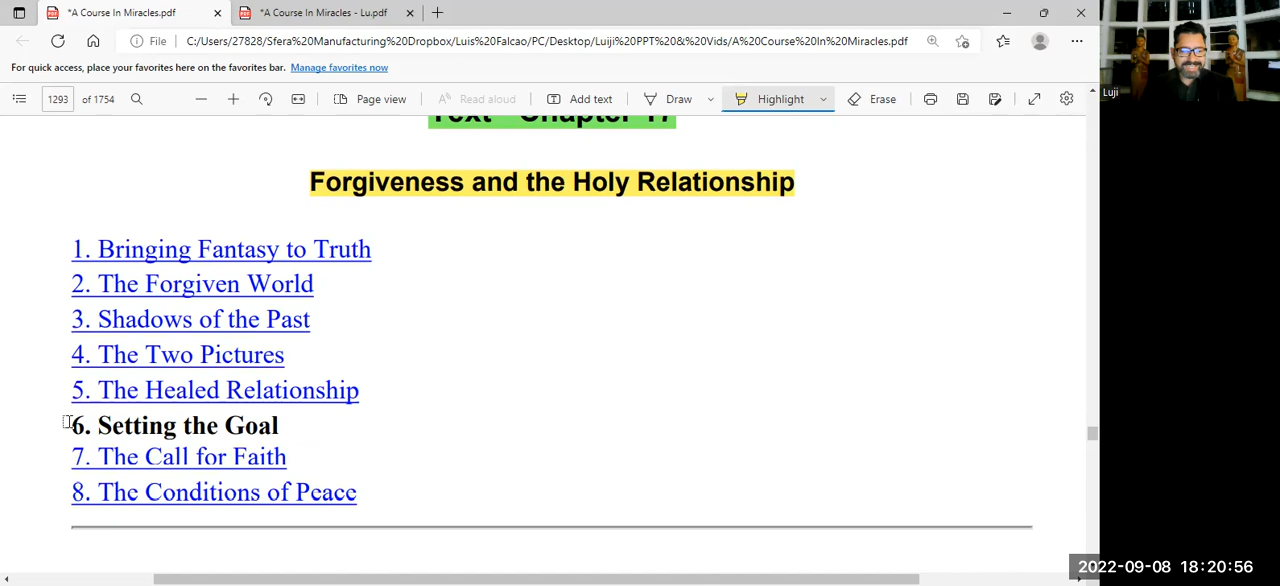 *A Course In Miracles.pdf
*A Course In Miracles - Lu.pdf
File
C:/Users/27828/Sfera%20Manufacturing%20Dropbox/Luis%20Falcao/PC/Desktop/Luiji%20PPT%20&%20Vids/A%20Course%20In%20Miracles.pdf
For quick access, place your favorites here on the favorites bar. Manage favorites now
1293 of 1754
Page view
Read aloud
Add text
Draw
Highlight
Erase
Luji
Text - Chapter 17
Forgiveness and the Holy Relationship
1. Bringing Fantasy to Truth
2. The Forgiven World
3. Shadows of the Past
4. The Two Pictures
5. The Healed Relationship
6. Setting the Goal
7. The Call for Faith
8. The Conditions of Peace
2022-09-08 18:20:56